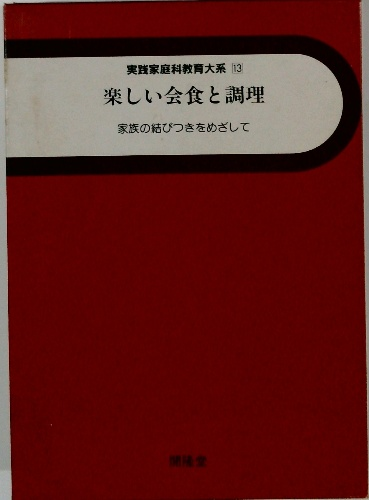 実践家庭科教育大系 13
楽しい会食と調理
家族の結びつきをめざして
開隆堂